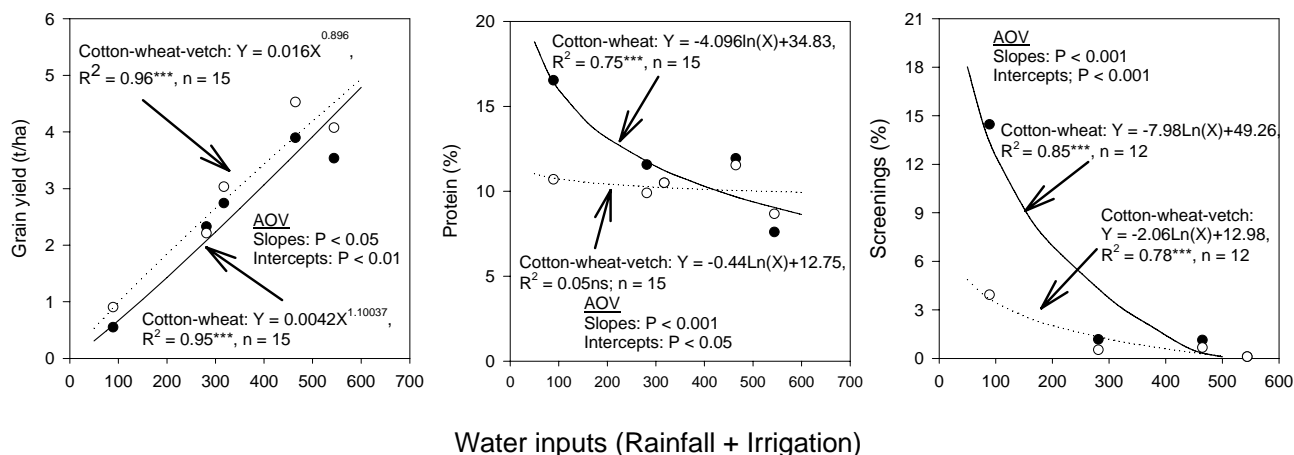 Grain yield (t/ha)
6
5
4
3
2
1
0
0 100 200 300 400 500 600 700
Cotton-wheat-vetch: Y = 0.016X^0.896,
R² = 0.96***, n = 15
AOV
Slopes: P < 0.05
Intercepts: P < 0.01
Cotton-wheat: Y = 0.0042X^1.10037,
R² = 0.95***, n = 15
Protein (%)
20
15
10
5
0
0 100 200 300 400 500 600 700
Cotton-wheat: Y = -4.096ln(X)+34.83,
R² = 0.75***, n = 15
Cotton-wheat-vetch: Y = -0.44Ln(X)+12.75,
R² = 0.05ns; n = 15
AOV
Slopes: P < 0.001
Intercepts: P < 0.05
Screenings (%)
21
18
15
12
9
6
3
0
0 100 200 300 400 500 600
AOV
Slopes: P < 0.001
Intercepts; P < 0.001
Cotton-wheat: Y = -7.98Ln(X)+49.26,
R² = 0.85***, n = 12
Cotton-wheat-vetch:
Y = -2.06Ln(X)+12.98,
R² = 0.78***, n = 12
Water inputs (Rainfall + Irrigation)